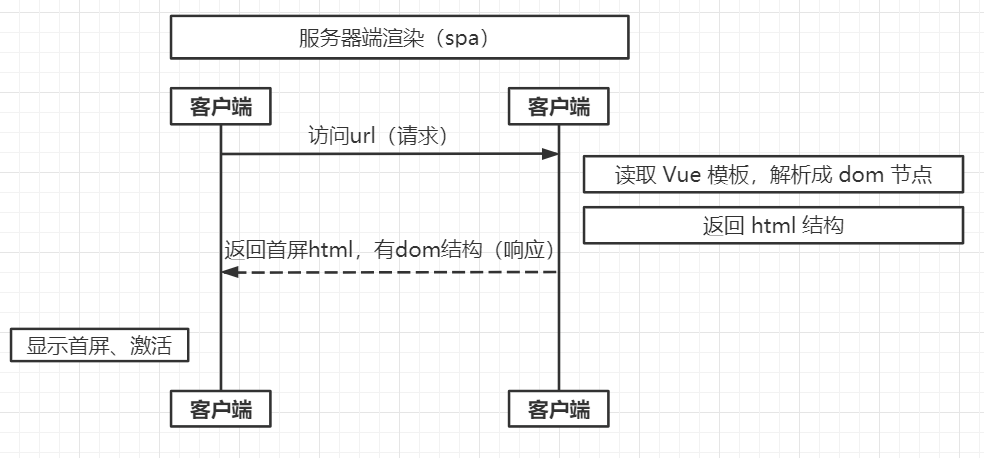 服务器端渲染（spa）
客户端
客户端
访问url（请求）
读取 Vue 模板，解析成 dom 节点
返回 html 结构
返回首屏html，有dom结构（响应）
显示首屏、激活
客户端
客户端